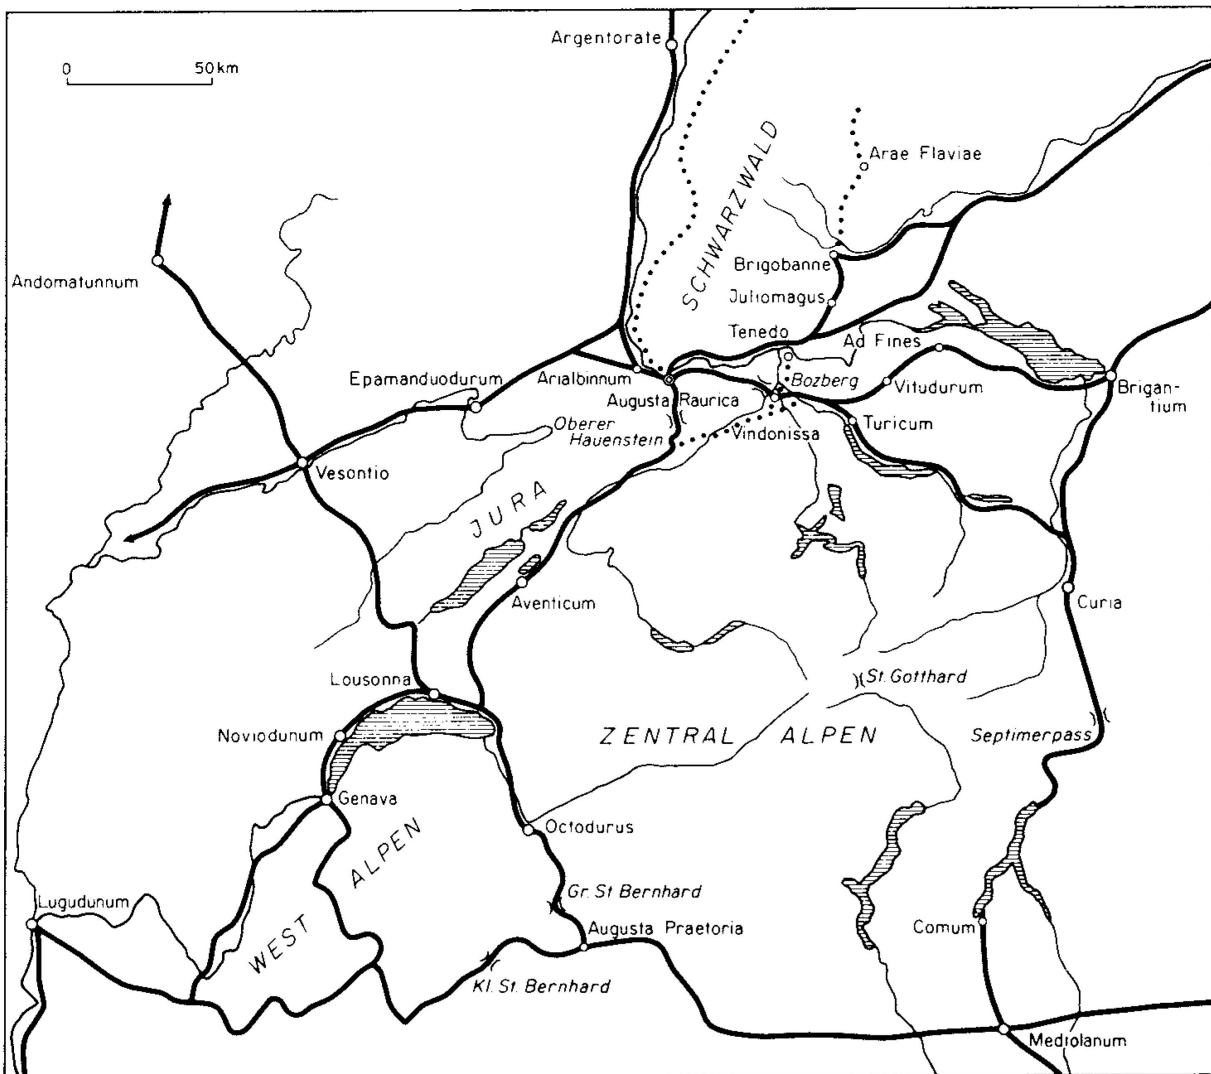 Argentorate
0 50 km
SCHWARZWALD
Arae Flaviae
Andomatunnum
Brigobanne
Juliomagus
Tenedo
Ad Fines
Epamanduodurum
Arialbinnum
Bozberg
Vitudurum
Brigan-
tium
Augusta Raurica
Oberer
Hauenstein
Vindonissa
Turicum
Vesontio
JURA
Aventicum
Curia
Lousonna
St. Gotthard
Noviodunum
ZENTRAL ALPEN
Septimerpass
Genava
WEST ALPEN
Octodurus
Lugudunum
Gr. St Bernhard
Augusta Praetoria
Comum
Kl. St. Bernhard
Mediolanum